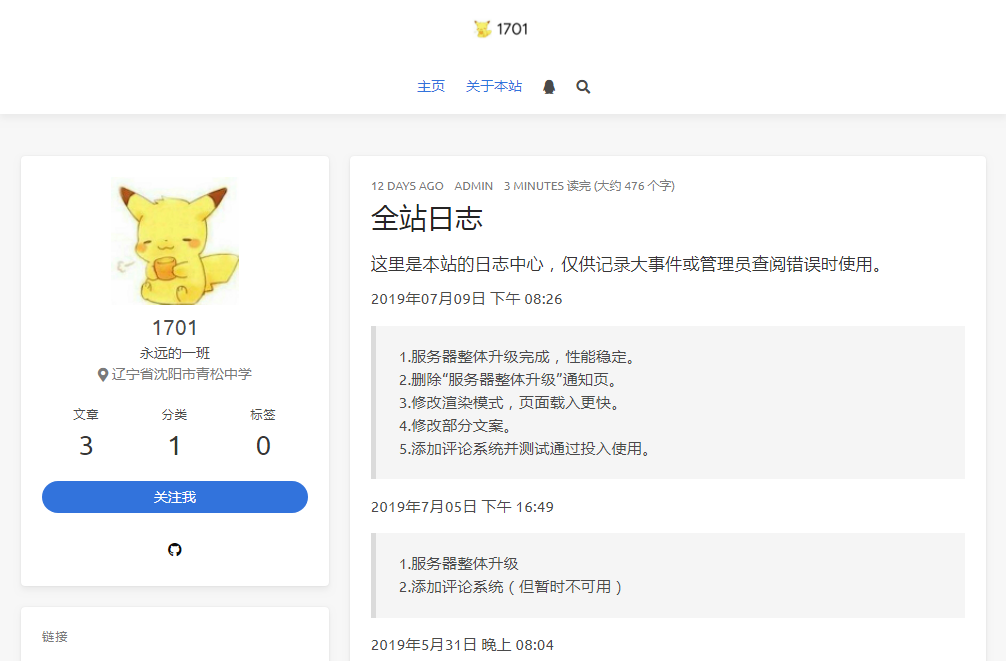 1701
主页 关于本站
1701
永远的一班
辽宁省沈阳市青松中学
文章 分类 标签
3 1 0
关注我
链接
12 DAYS AGO ADMIN 3 MINUTES 读完 (大约 476 个字)
全站日志
这里是本站的日志中心，仅供记录大事件或管理员查阅错误时使用。
2019年07月09日 下午 08:26
1.服务器整体升级完成，性能稳定。
2.删除“服务器整体升级”通知页。
3.修改渲染模式，页面载入更快。
4.修改部分文案。
5.添加评论系统并测试通过投入使用。
2019年7月05日 下午 16:49
1.服务器整体升级
2.添加评论系统（但暂时不可用）
2019年5月31日 晚上 08:04